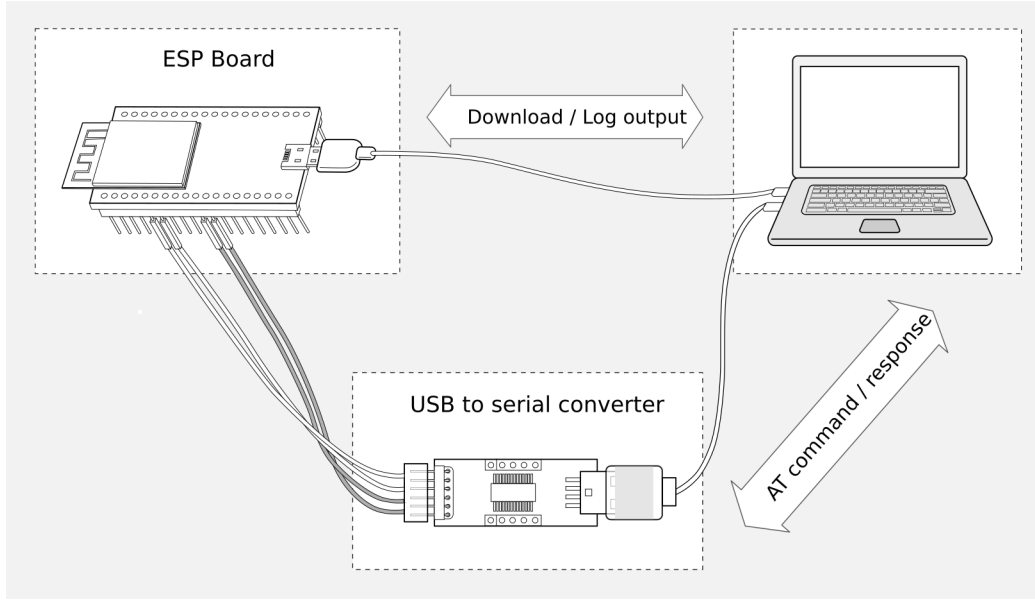 ESP Board
Download / Log output
USB to serial converter
AT command / response